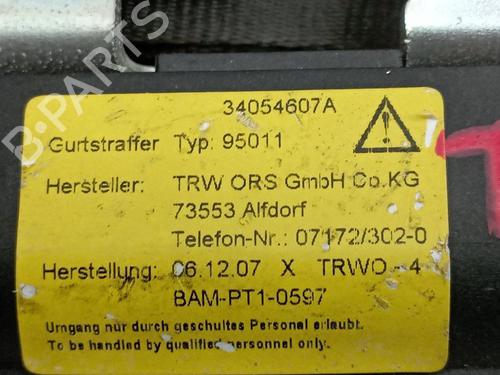 34054607A
Gurtstraffer Typ: 95011
Hersteller: TRW ORS GmbH Co.KG
73553 Alfdorf
Telefon-Nr.: 07172/302-0
Herstellung: 06.12.07 X TRWO - 4
BAM-PT1-0597
Umgang nur durch geschultes Personal erlaubt.
To be handled by qualified personnel only.
B-PARTS